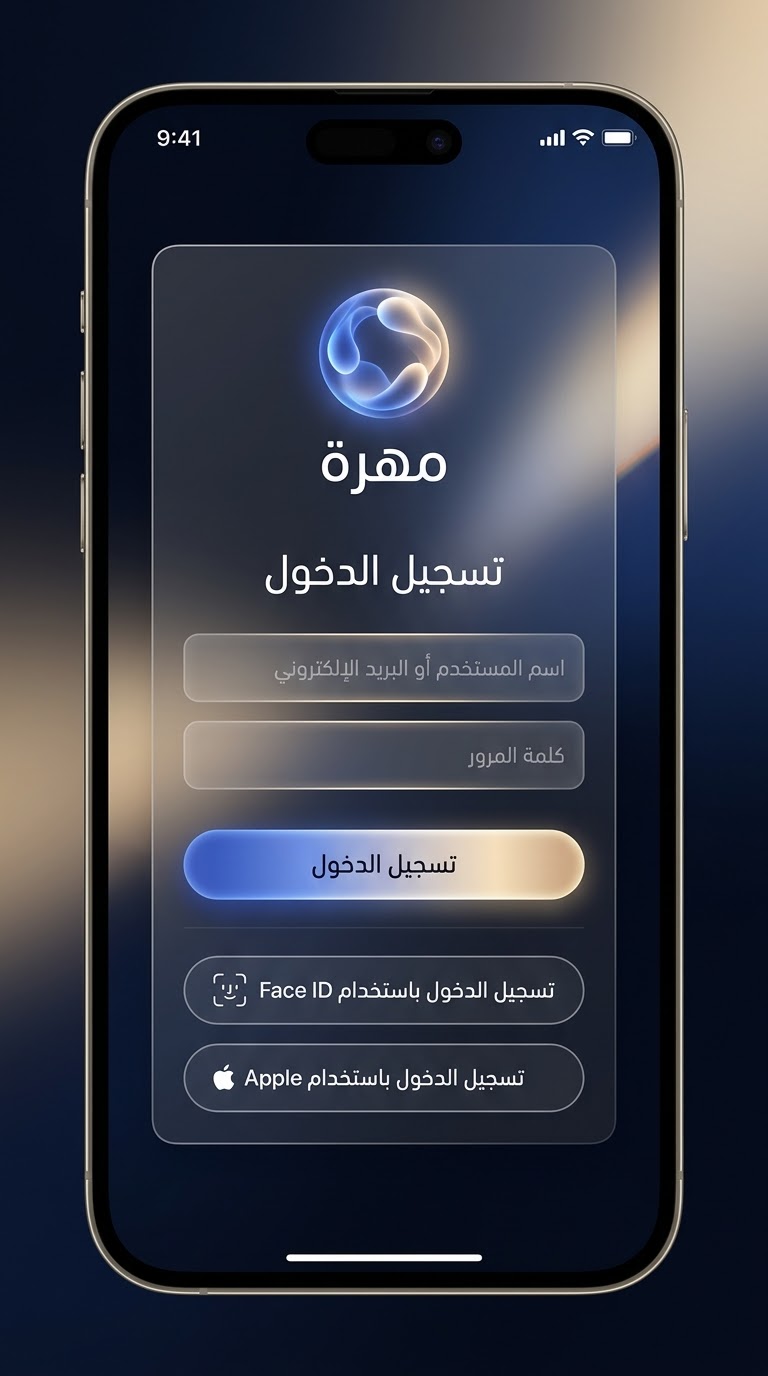 9:41
مهرة
تسجيل الدخول
اسم المستخدم أو البريد الإلكتروني
كلمة المرور
تسجيل الدخول
تسجيل الدخول باستخدام Face ID
تسجيل الدخول باستخدام Apple